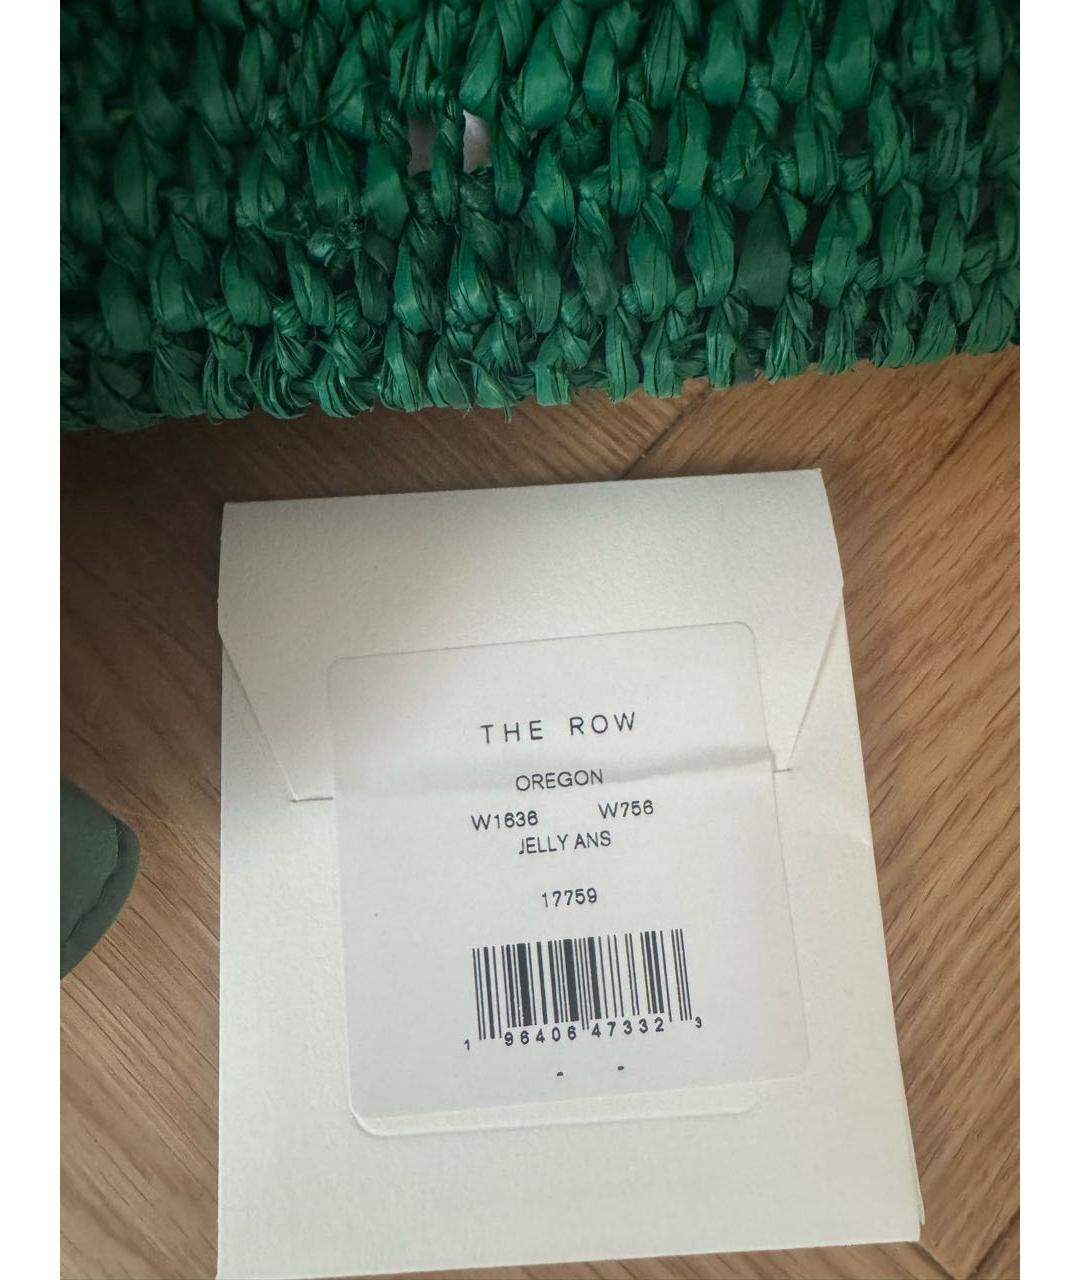 THE ROW
OREGON
W1636 W756
JELLY ANS
17759
1 96406 47332 3